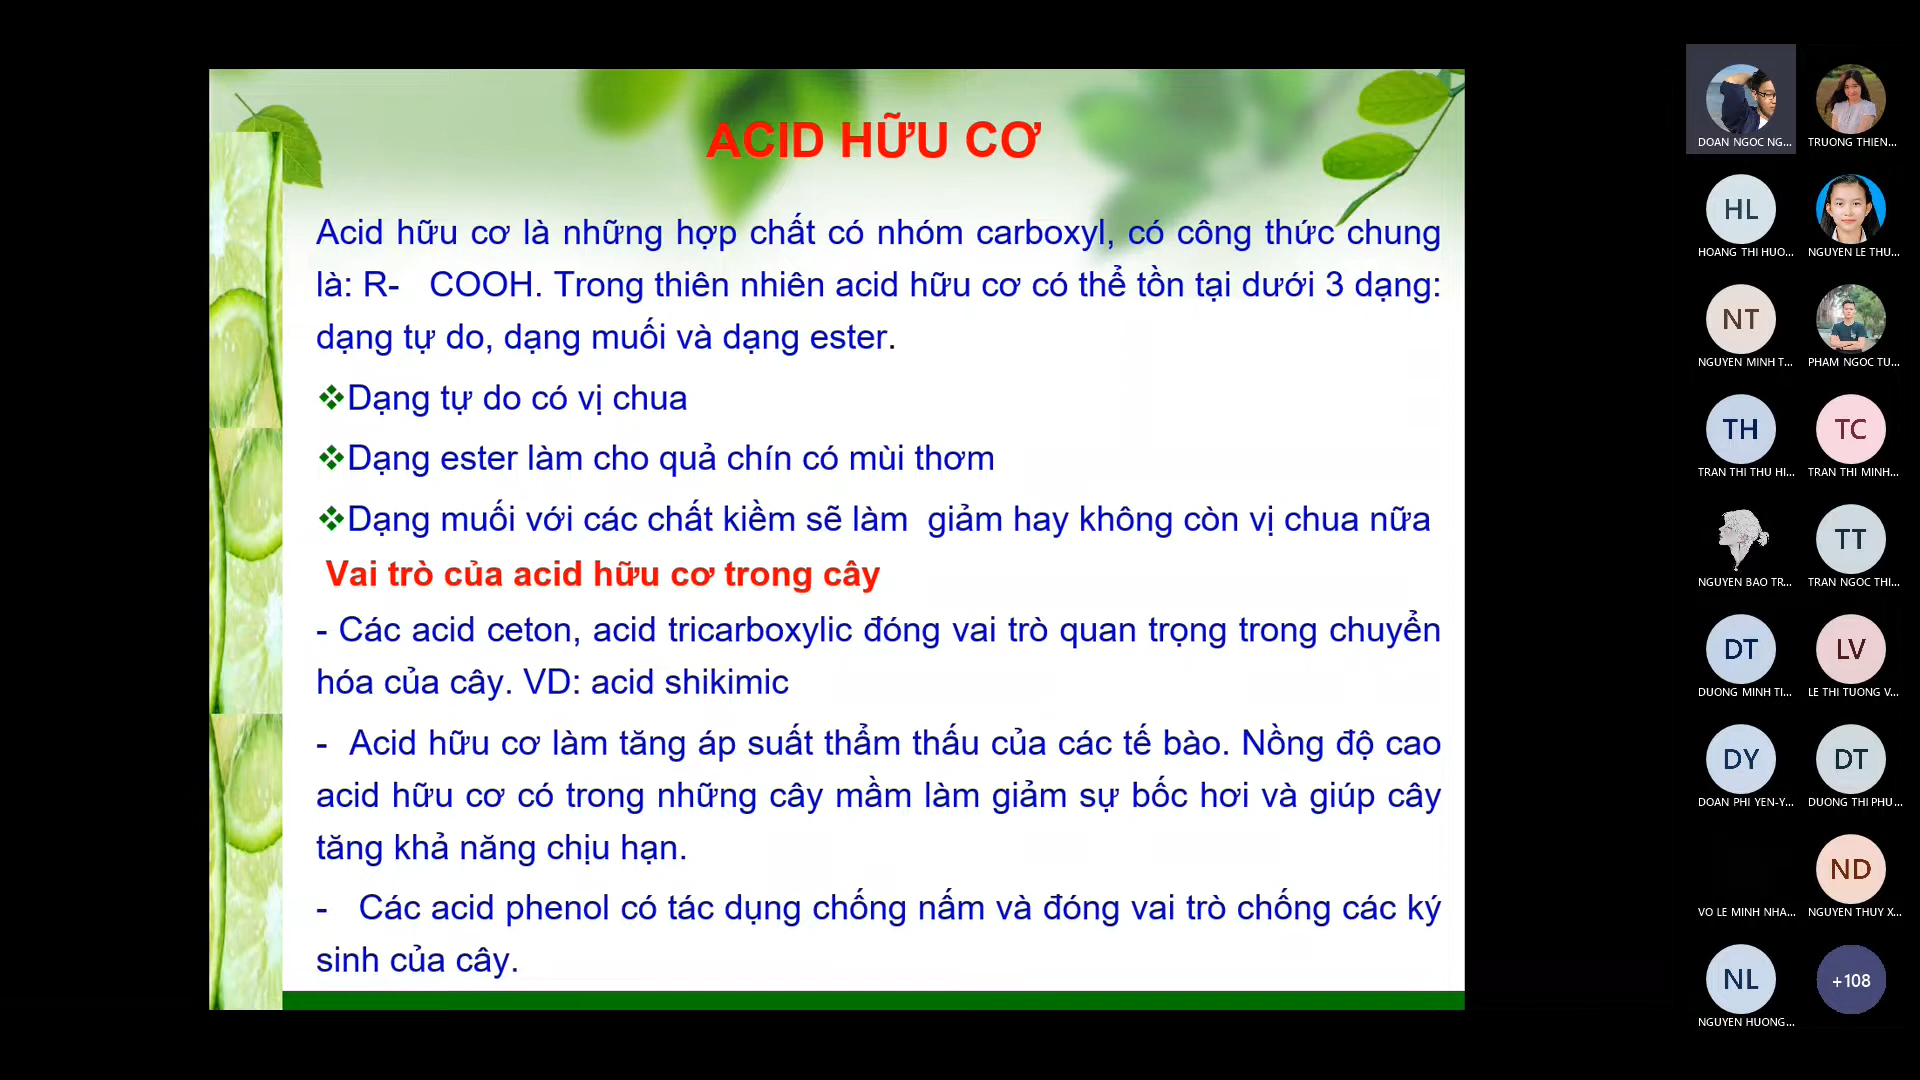 ACID HỮU CƠ
Acid hữu cơ là những hợp chất có nhóm carboxyl, có công thức chung
là: R- COOH. Trong thiên nhiên acid hữu cơ có thể tồn tại dưới 3 dạng:
dạng tự do, dạng muối và dạng ester.
❖Dạng tự do có vị chua
❖Dạng ester làm cho quả chín có mùi thơm
❖Dạng muối với các chất kiềm sẽ làm giảm hay không còn vị chua nữa
Vai trò của acid hữu cơ trong cây
- Các acid ceton, acid tricarboxylic đóng vai trò quan trọng trong chuyển
hóa của cây. VD: acid shikimic
- Acid hữu cơ làm tăng áp suất thẩm thấu của các tế bào. Nồng độ cao
acid hữu cơ có trong những cây mầm làm giảm sự bốc hơi và giúp cây
tăng khả năng chịu hạn.
- Các acid phenol có tác dụng chống nấm và đóng vai trò chống các ký
sinh của cây.
DOAN NGOC NG...
TRUONG THIEN...
HL
HOANG THI HUO...
NGUYEN LE THU...
NT
NGUYEN MINH T...
PHAM NGOC TU...
TH
TRAN THI THU HI...
TC
TRAN THI MINH...
NGUYEN BAO TR...
TT
TRAN NGOC THI...
DT
DUONG MINH TI...
LV
LE THI TUONG V...
DY
DOAN PHI YEN-Y...
DT
DUONG THI PHU...
VO LE MINH NHA...
ND
NGUYEN THUY X...
NL
NGUYEN HUONG...
+108